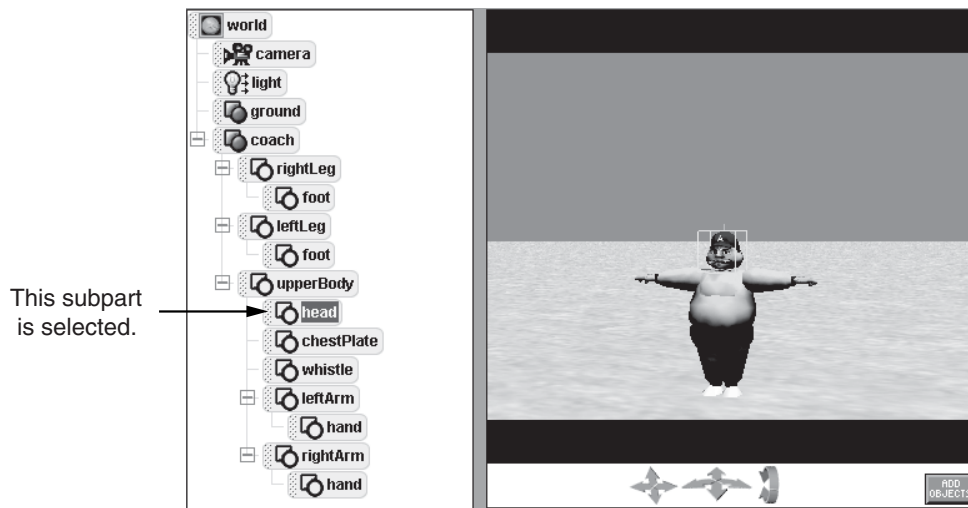 world
camera
light
ground
coach
rightLeg
foot
leftLeg
foot
upperBody
This subpart
is selected.
head
chestPlate
whistle
leftArm
hand
rightArm
hand
A
ADD
OBJECTS